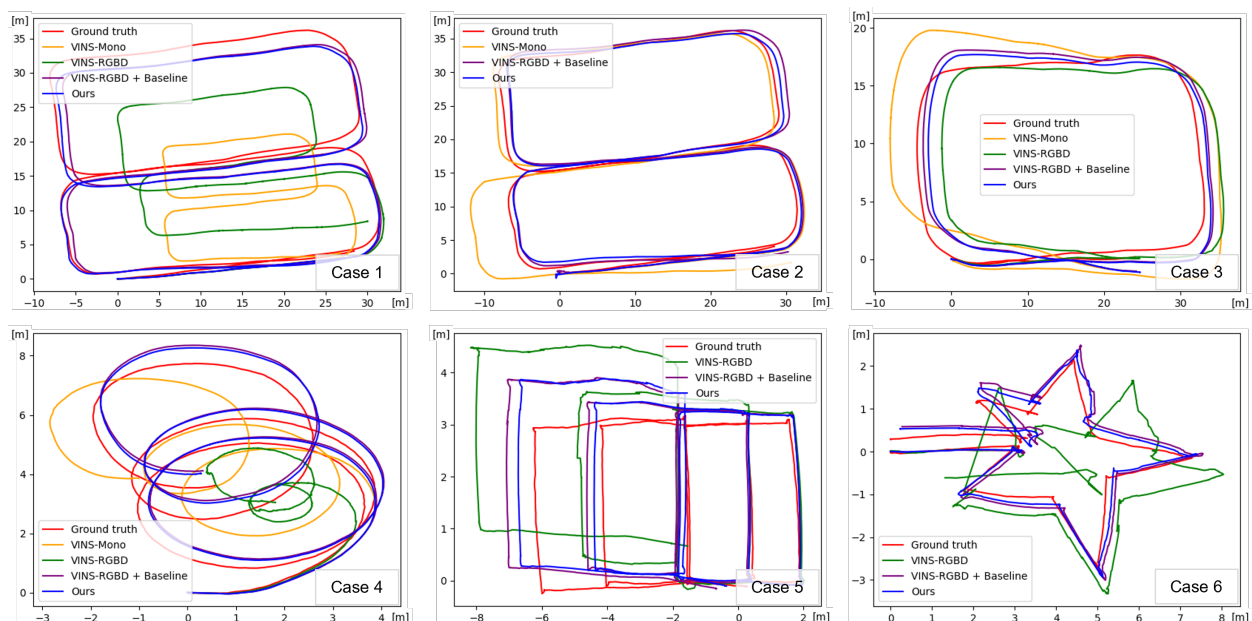 [m]
35
30
25
20
15
10
5
0
−10
−5
0
5
10
15
20
25
30
[m]
Ground truth
VINS-Mono
VINS-RGBD
VINS-RGBD + Baseline
Ours
Case 1
[m]
35
30
25
20
15
10
5
0
−10
0
10
20
30
[m]
Ground truth
VINS-Mono
VINS-RGBD + Baseline
Ours
Case 2
[m]
20
15
10
5
0
−10
0
10
20
30
[m]
Ground truth
VINS-Mono
VINS-RGBD
VINS-RGBD + Baseline
Ours
Case 3
[m]
8
6
4
2
0
−3
−2
−1
0
1
2
3
4
[m]
Ground truth
VINS-Mono
VINS-RGBD
VINS-RGBD + Baseline
Ours
Case 4
[m]
4
3
2
1
0
−8
−6
−4
−2
0
2
[m]
Ground truth
VINS-RGBD
VINS-RGBD + Baseline
Ours
Case 5
[m]
2
1
0
−1
−2
−3
0
1
2
3
4
5
6
7
8
[m]
Ground truth
VINS-RGBD
VINS-RGBD + Baseline
Ours
Case 6